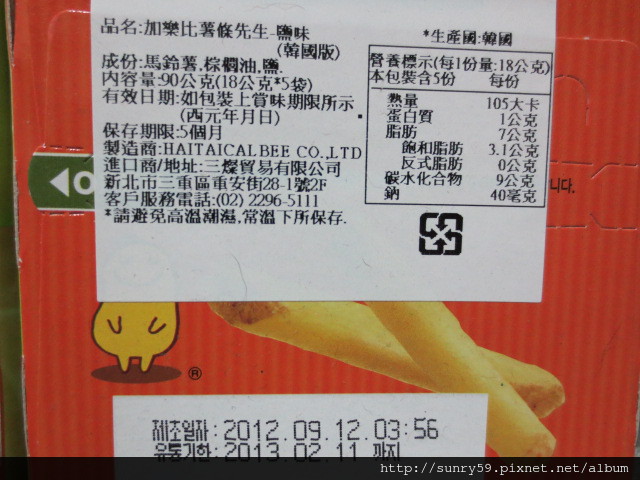 品名:加樂比薯條先生-鹽味
(韓國版)
成份:馬鈴薯,棕櫚油,鹽.
內容量:90公克(18公克*5袋)
有效日期:如包裝上賞味期限所示
(西元年月日)
保存期限:5個月
製造商:HAITAICALBEE CO.,LTD
進口商/地址:三燦貿易有限公司
新北市三重區重安街28-1號2F
客戶服務電話:(02) 2296-5111
*請避免高溫潮濕,常溫下所保存.
*生產國:韓國
營養標示(每1份量:18公克)
本包裝含5份 每份
熱量 105大卡
蛋白質 1公克
脂肪 7公克
飽和脂肪 3.1公克
反式脂肪 0公克
碳水化合物 9公克
鈉 40毫克
니다.
®
제조일자: 2012.09.12.03:56
유통기한: 2013.02.11 까지
http://sunry59.pixnet.net/album